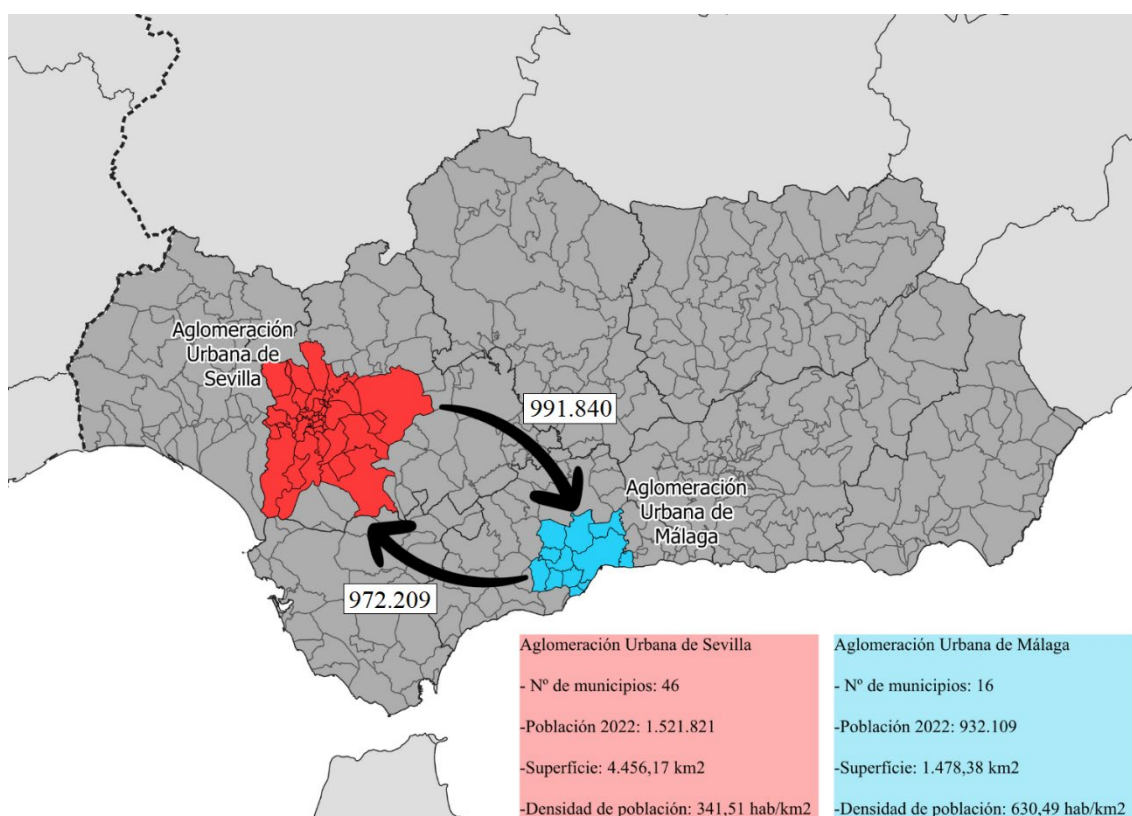 Aglomeración
Urbana de
Sevilla
991.840
Aglomeración
Urbana de
Málaga
972.209
Aglomeración Urbana de Sevilla
- Nº de municipios: 46
-Población 2022: 1.521.821
-Superfície: 4.456,17 km2
-Densidad de población: 341,51 hab/km2
Aglomeración Urbana de Málaga
- Nº de municipios: 16
-Población 2022: 932.109
-Superfície: 1.478,38 km2
-Densidad de población: 630,49 hab/km2